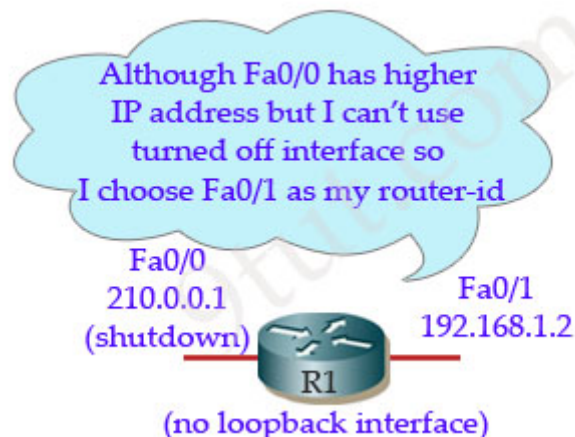 Although Fa0/0 has higher
IP address but I can't use
turned off interface so
I choose Fa0/1 as my router-id
Fa0/0
210.0.0.1
(shutdown)
Fa0/1
192.168.1.2
R1
(no loopback interface)
9tut.com